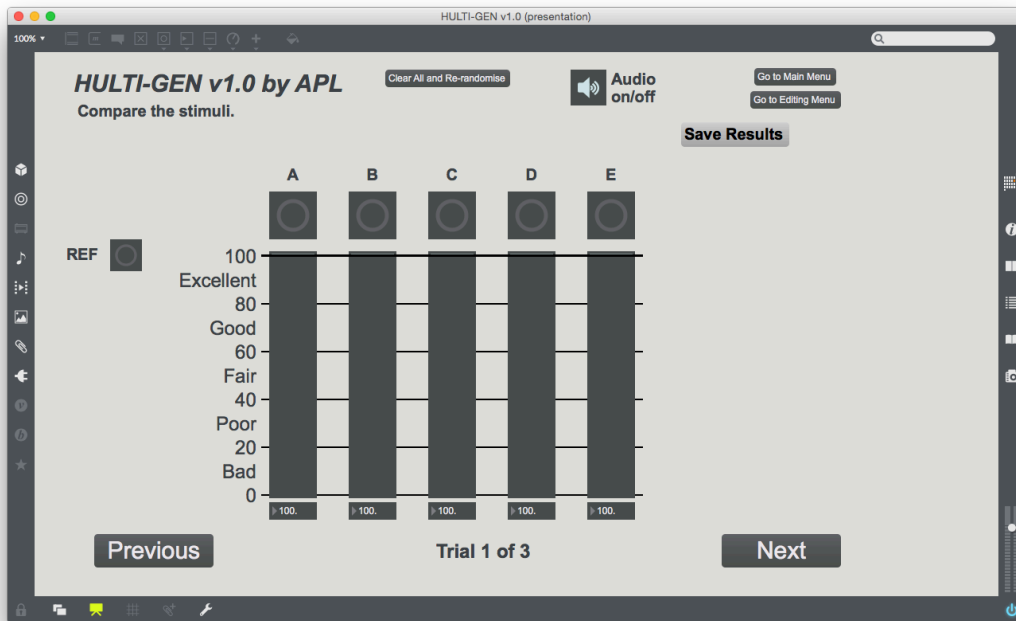 HULTI-GEN v1.0 (presentation)
100%
HULTI-GEN v1.0 by APL
Clear All and Re-randomise
Audio
on/off
Go to Main Menu
Go to Editing Menu
Compare the stimuli.
Save Results
A B C D E
REF
100
Excellent
80
Good
60
Fair
40
Poor
20
Bad
0
100. 100. 100. 100. 100.
Previous
Trial 1 of 3
Next